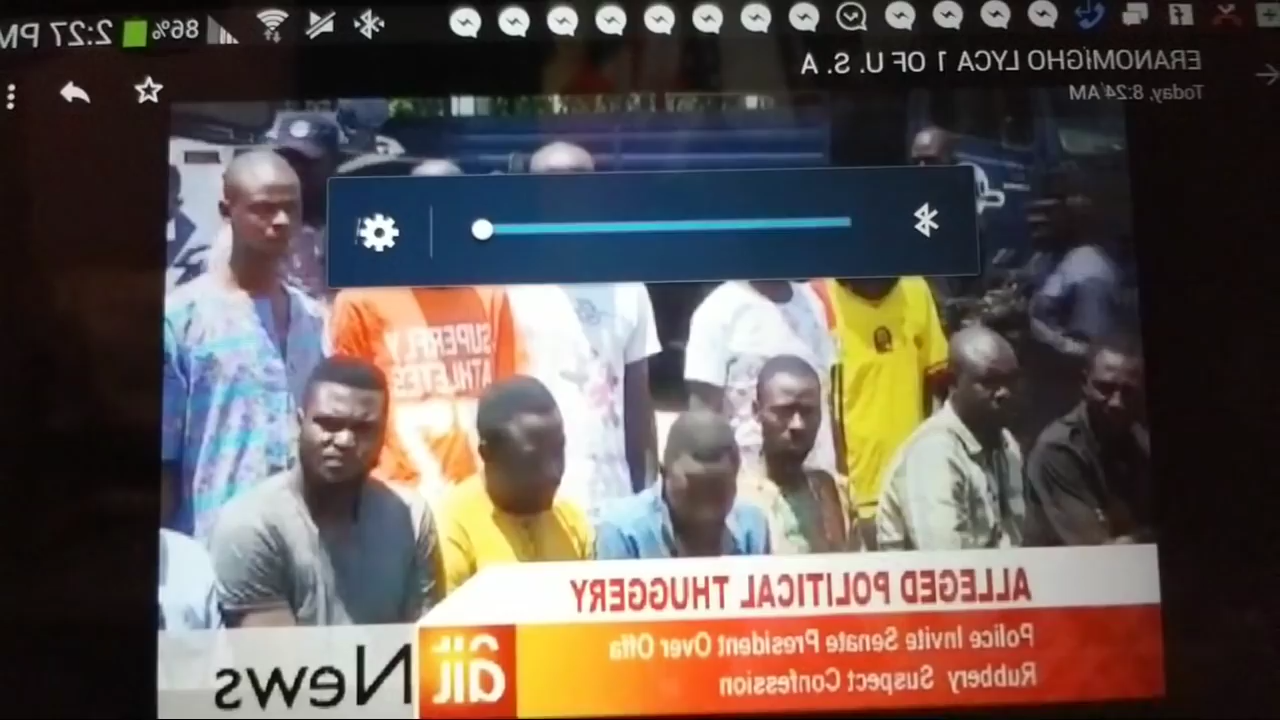 86% 2:27 PM
ERANOMIGHO LYCA 1 OF U. S. A
Today, 8:24 AM
SUPERFLY
ATHLETES
ALLEGED POLITICAL THUGGERY
Police Invite Senate President Over Offa
Rubbery Suspect Confession
ait News